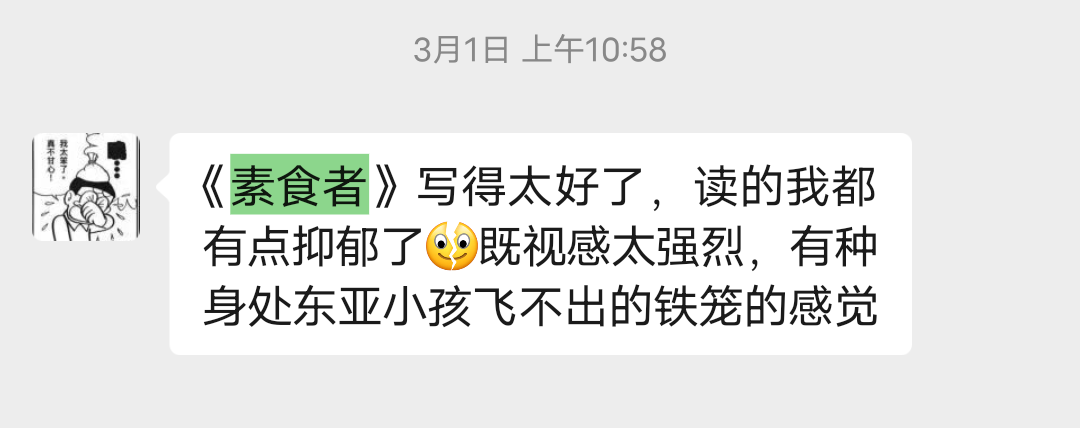 3月1日 上午10:58
我太笨了。
真不甘心！
《素食者》写得太好了，读的我都
有点抑郁了💔既视感太强烈，有种
身处东亚小孩飞不出的铁笼的感觉